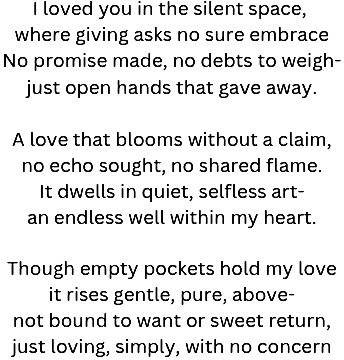 I loved you in the silent space,
where giving asks no sure embrace
No promise made, no debts to weigh-
just open hands that gave away.

A love that blooms without a claim,
no echo sought, no shared flame.
It dwells in quiet, selfless art-
an endless well within my heart.

Though empty pockets hold my love
it rises gentle, pure, above-
not bound to want or sweet return,
just loving, simply, with no concern